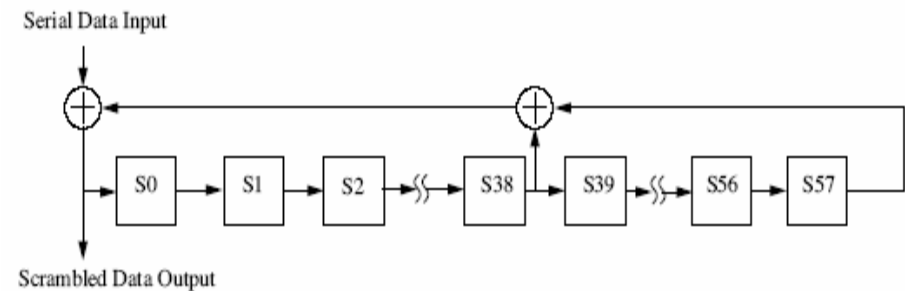 Serial Data Input
S0 S1 S2 S38 S39 S56 S57
Scrambled Data Output